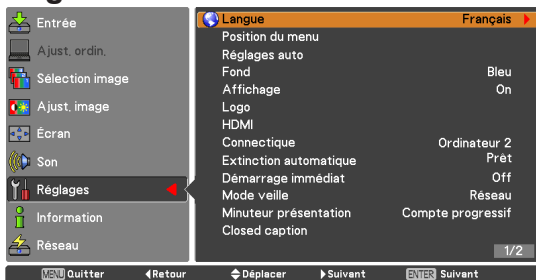 Entrée
Ajust. ordin.
Sélection image
Ajust. image
Écran
Son
Réglages
Information
Réseau
Langue Français
Position du menu
Réglages auto
Fond Bleu
Affichage On
Logo
HDMI
Connectique Ordinateur 2
Extinction automatique Prêt
Démarrage immédiat Off
Mode veille Réseau
Minuteur présentation Compte progressif
Closed caption
1/2
MENU Quitter Retour Déplacer Suivant ENTER Suivant